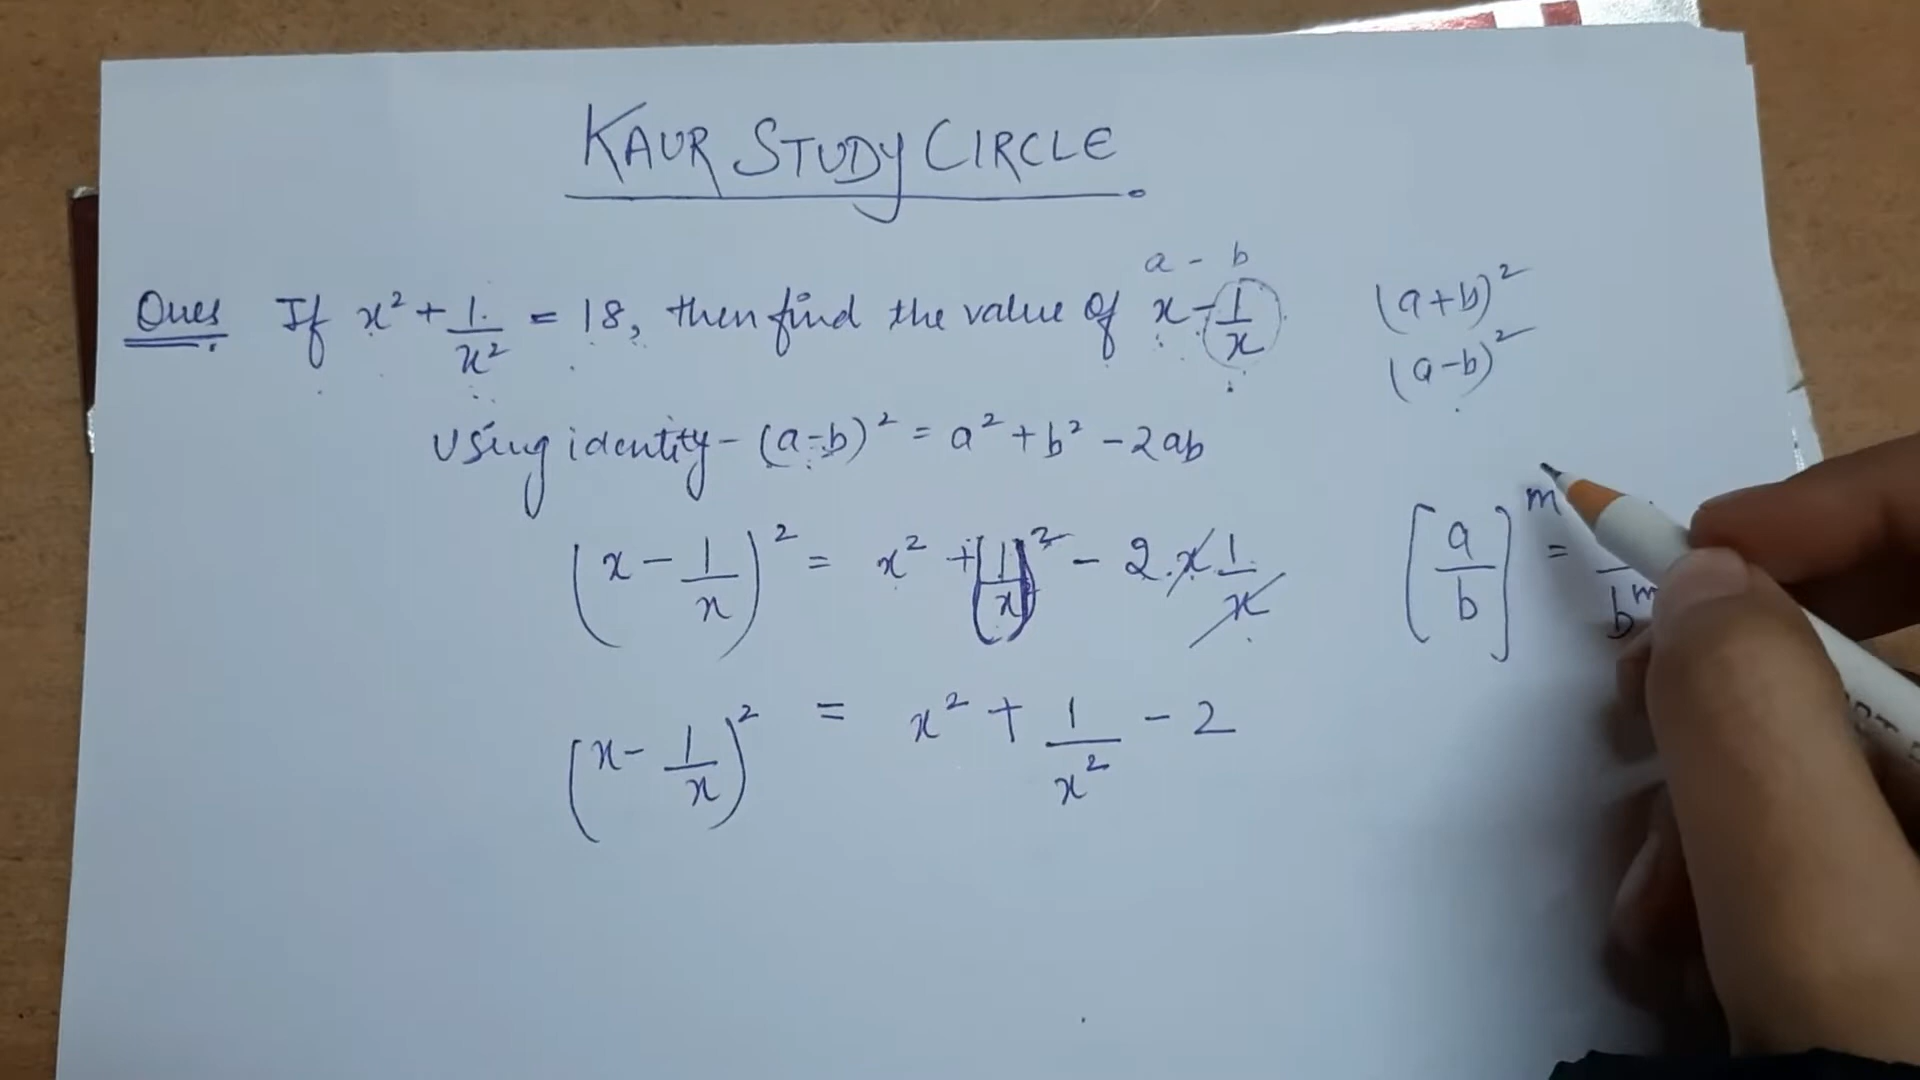 KAUR STUDY CIRCLE
a - b
Ques If x² + 1/x² = 18, then find the value of x - 1/x
(a+b)²
(a-b)²
Using identity - (a-b)² = a² + b² - 2ab
(x - 1/x)² = x² + (1/x)² - 2.x.1/x
[a/b]^m = b^m
(x - 1/x)² = x² + 1/x² - 2